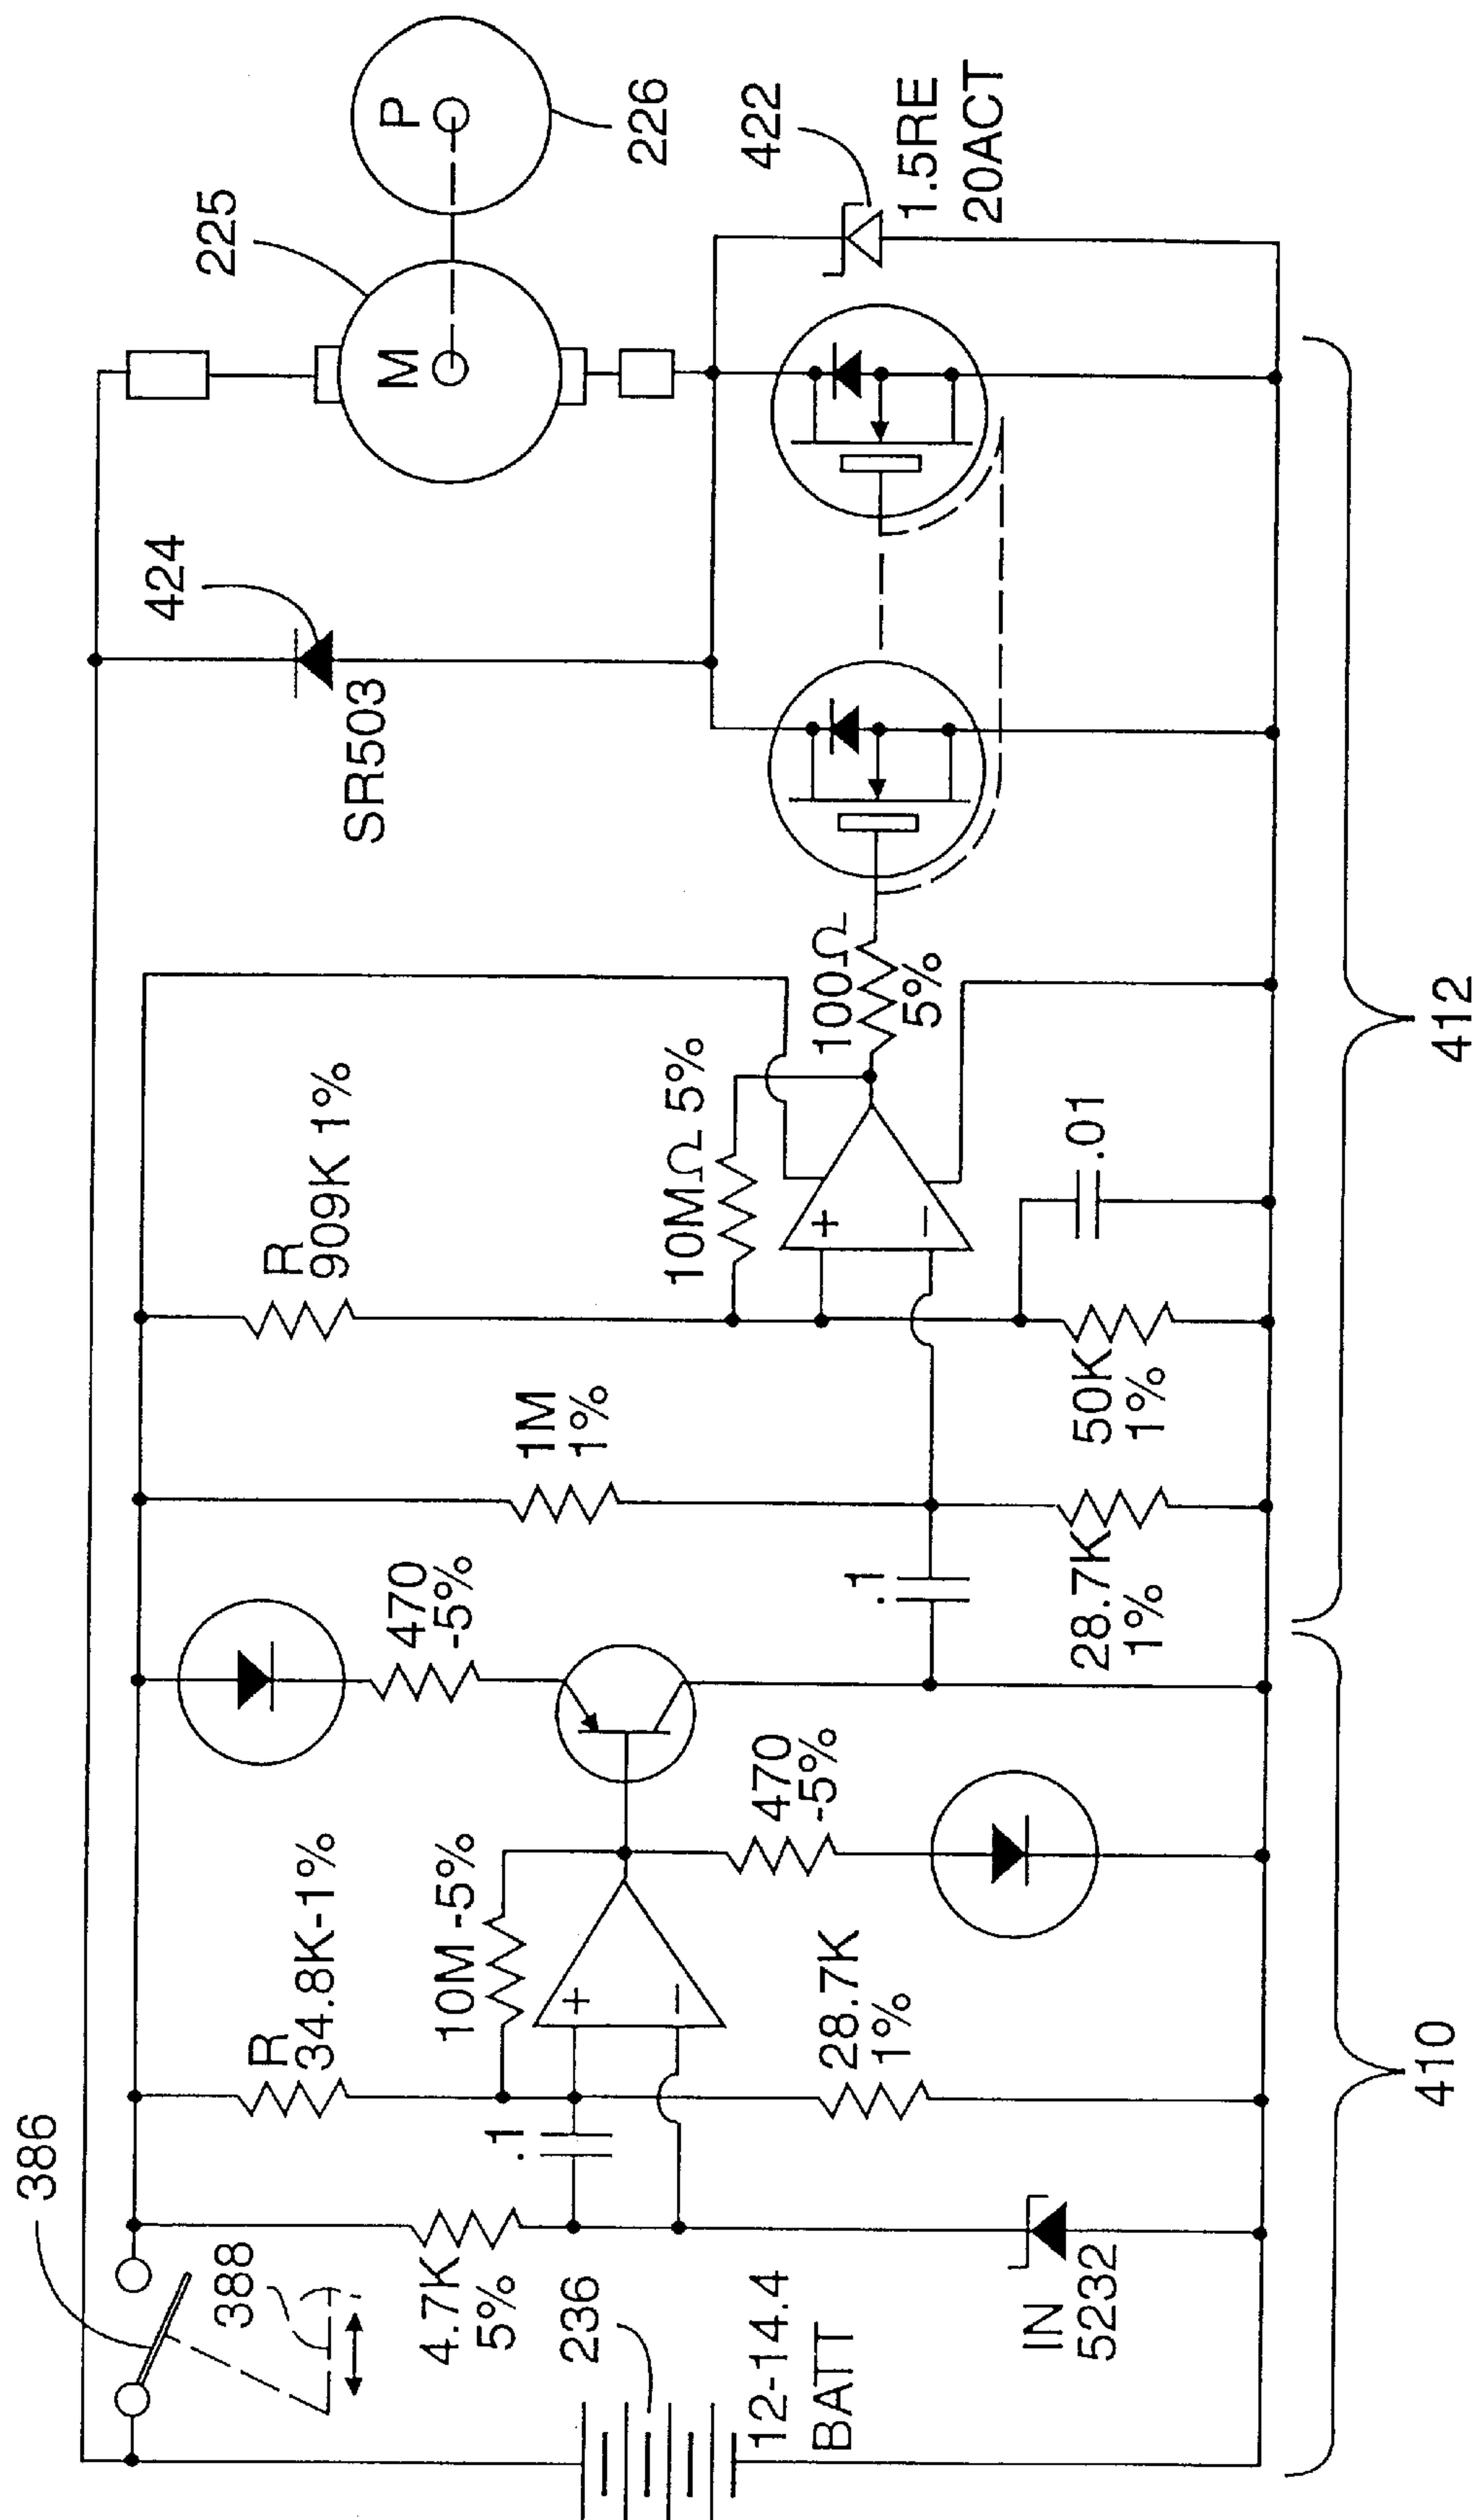 386
388
4.7K
5%
236
12-14.4
BATT
IN
5232
R
34.8K-1%
.1
10M-5%
+
−
28.7K
1%
470
-5%
470
-5%
.1
1M
1%
28.7K
1%
R
909K 1%
10MΩ 5%
+
−
50K
1%
.01
100Ω
5%
424
SR503
225
M
P
226
422
1.5RE
20ACT
410
412